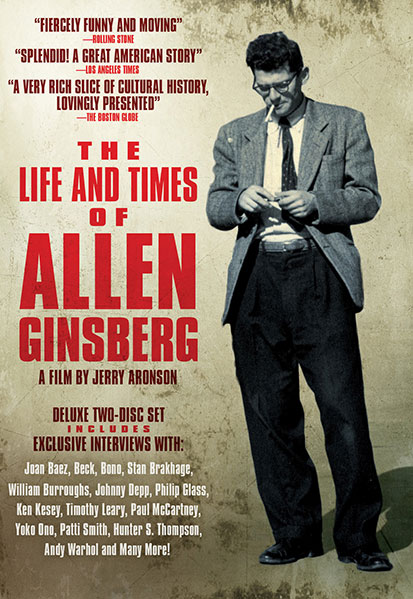 “FIERCELY FUNNY AND MOVING”
—ROLLING STONE
“SPLENDID! A GREAT AMERICAN STORY”
—LOS ANGELES TIMES
“A VERY RICH SLICE OF CULTURAL HISTORY,
LOVINGLY PRESENTED”
—THE BOSTON GLOBE
THE
LIFE AND TIMES
OF
ALLEN
GINSBERG
A FILM BY JERRY ARONSON
DELUXE TWO-DISC SET
INCLUDES
EXCLUSIVE INTERVIEWS WITH:
Joan Baez, Beck, Bono, Stan Brakhage,
William Burroughs, Johnny Depp, Philip Glass,
Ken Kesey, Timothy Leary, Paul McCartney,
Yoko Ono, Patti Smith, Hunter S. Thompson,
Andy Warhol and Many More!